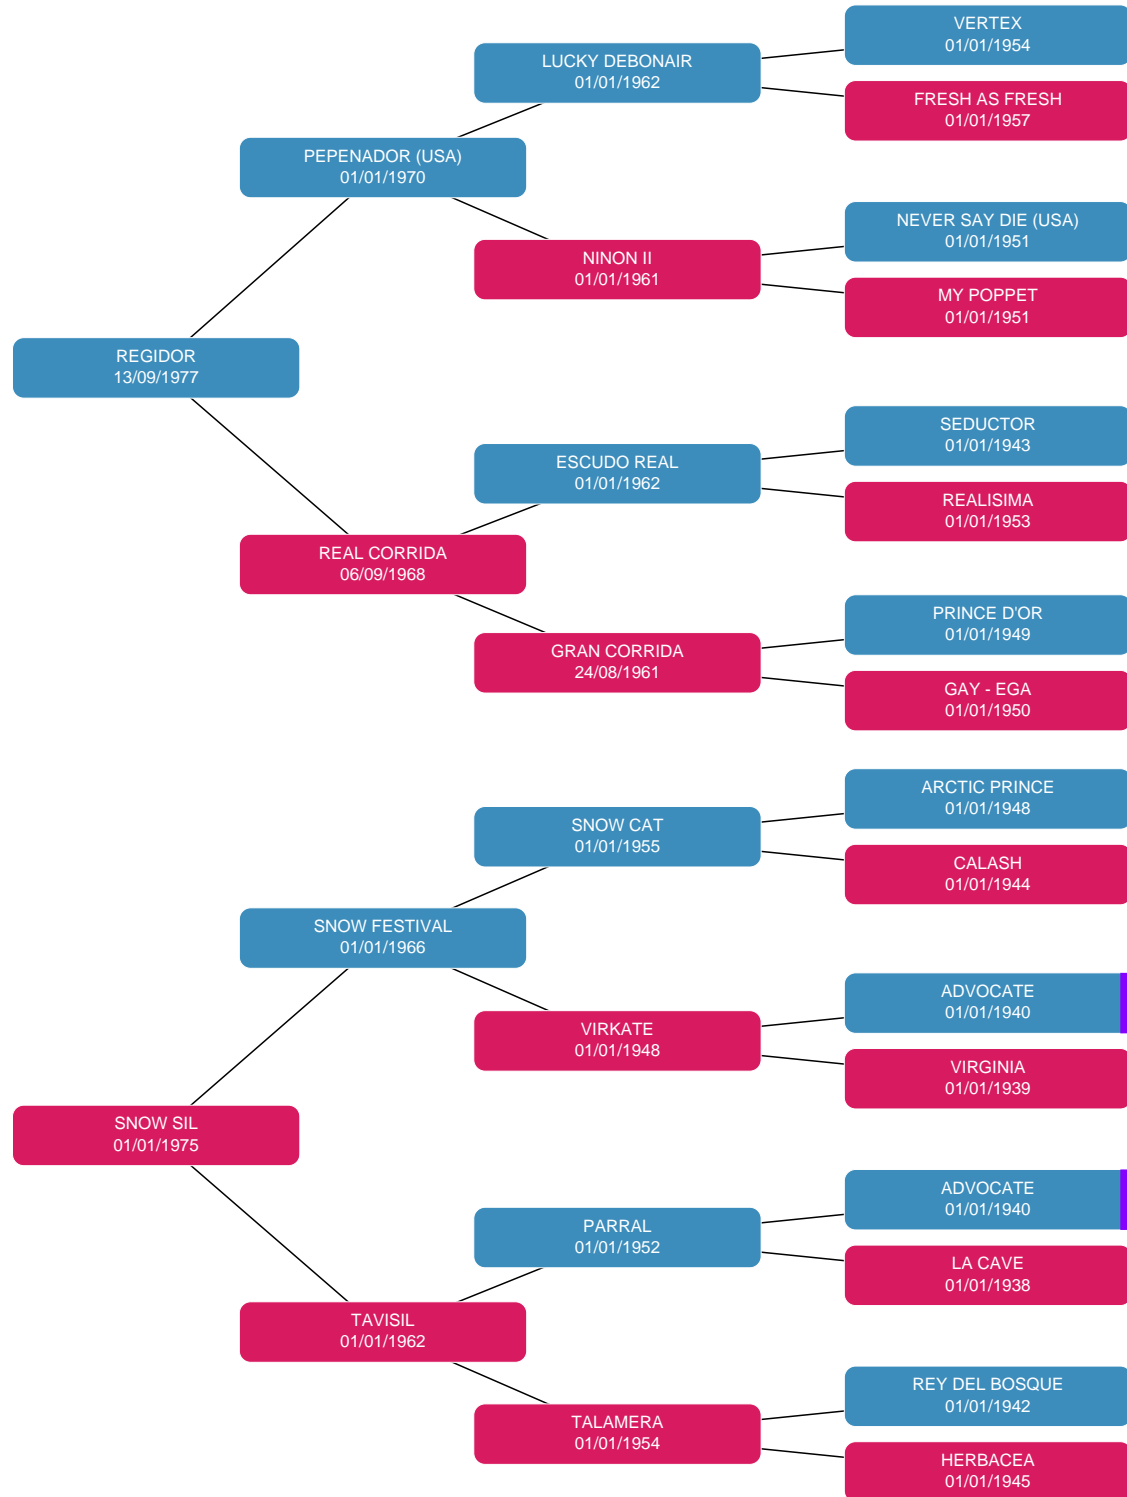 VERTEX
01/01/1954
LUCKY DEBONAIR
01/01/1962
FRESH AS FRESH
01/01/1957
PEPENADOR (USA)
01/01/1970
NEVER SAY DIE (USA)
01/01/1951
NINON II
01/01/1961
MY POPPET
01/01/1951
REGIDOR
13/09/1977
SEDUCTOR
01/01/1943
ESCUDO REAL
01/01/1962
REALISIMA
01/01/1953
REAL CORRIDA
06/09/1968
PRINCE D'OR
01/01/1949
GRAN CORRIDA
24/08/1961
GAY - EGA
01/01/1950
ARCTIC PRINCE
01/01/1948
SNOW CAT
01/01/1955
CALASH
01/01/1944
SNOW FESTIVAL
01/01/1966
ADVOCATE
01/01/1940
VIRKATE
01/01/1948
VIRGINIA
01/01/1939
SNOW SIL
01/01/1975
ADVOCATE
01/01/1940
PARRAL
01/01/1952
LA CAVE
01/01/1938
TAVISIL
01/01/1962
REY DEL BOSQUE
01/01/1942
TALAMERA
01/01/1954
HERBACEA
01/01/1945